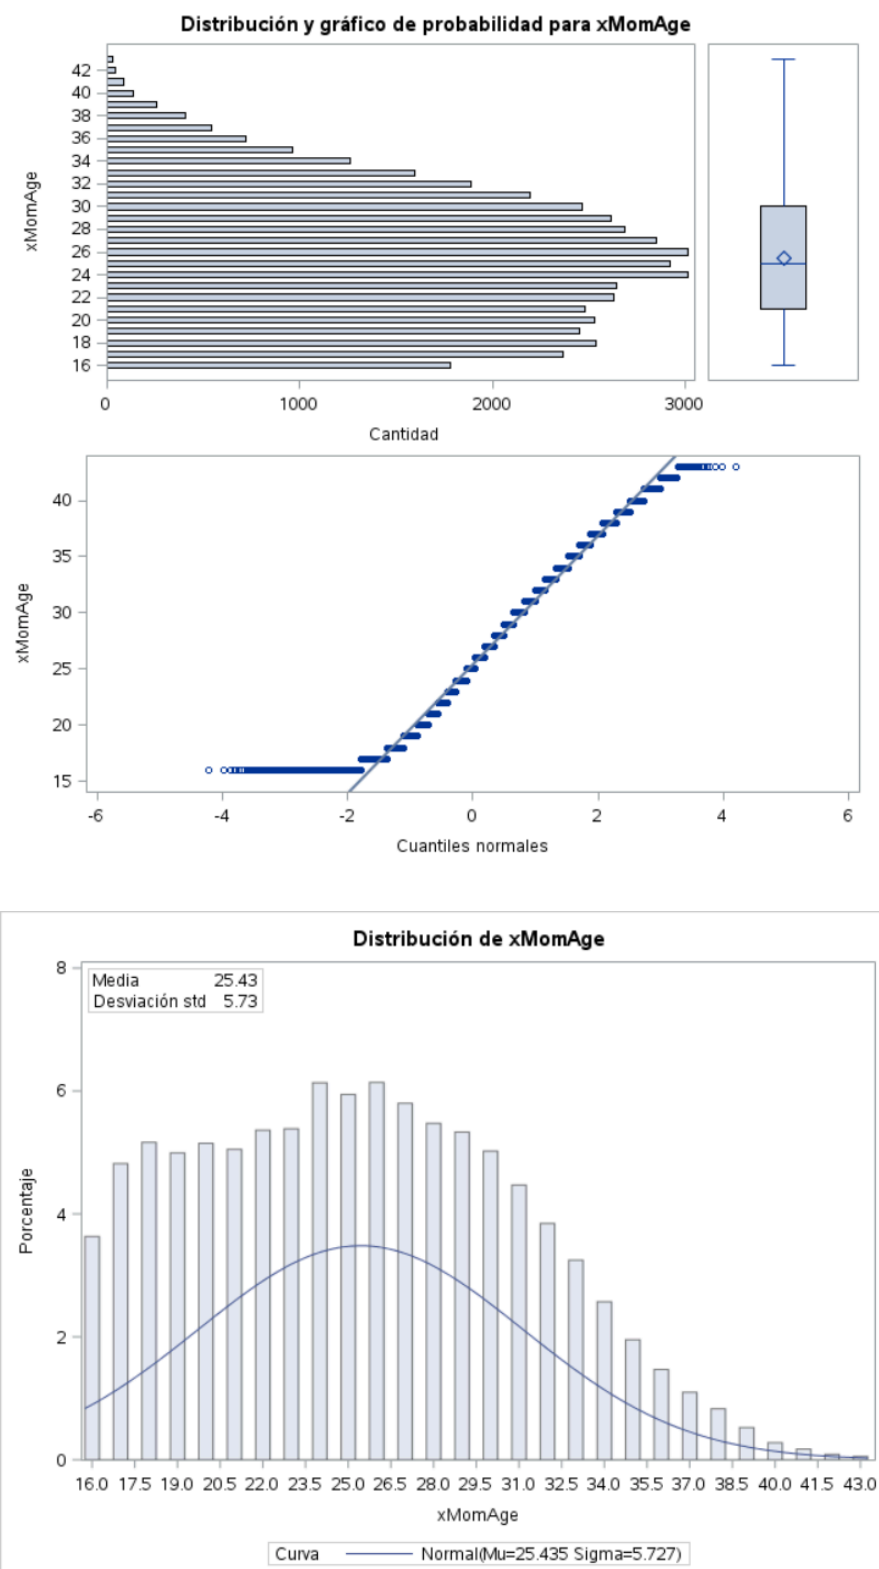 Distribución y gráfico de probabilidad para xMomAge
xMomAge
42
40
38
36
34
32
30
28
26
24
22
20
18
16
0 1000 2000 3000
Cantidad
xMomAge
40
35
30
25
20
15
-6 -4 -2 0 2 4 6
Cuantiles normales
Distribución de xMomAge
Media 25.43
Desviación std 5.73
Porcentaje
8
6
4
2
0
16.0 17.5 19.0 20.5 22.0 23.5 25.0 26.5 28.0 29.5 31.0 32.5 34.0 35.5 37.0 38.5 40.0 41.5 43.0
xMomAge
Curva Normal(Mu=25.435 Sigma=5.727)